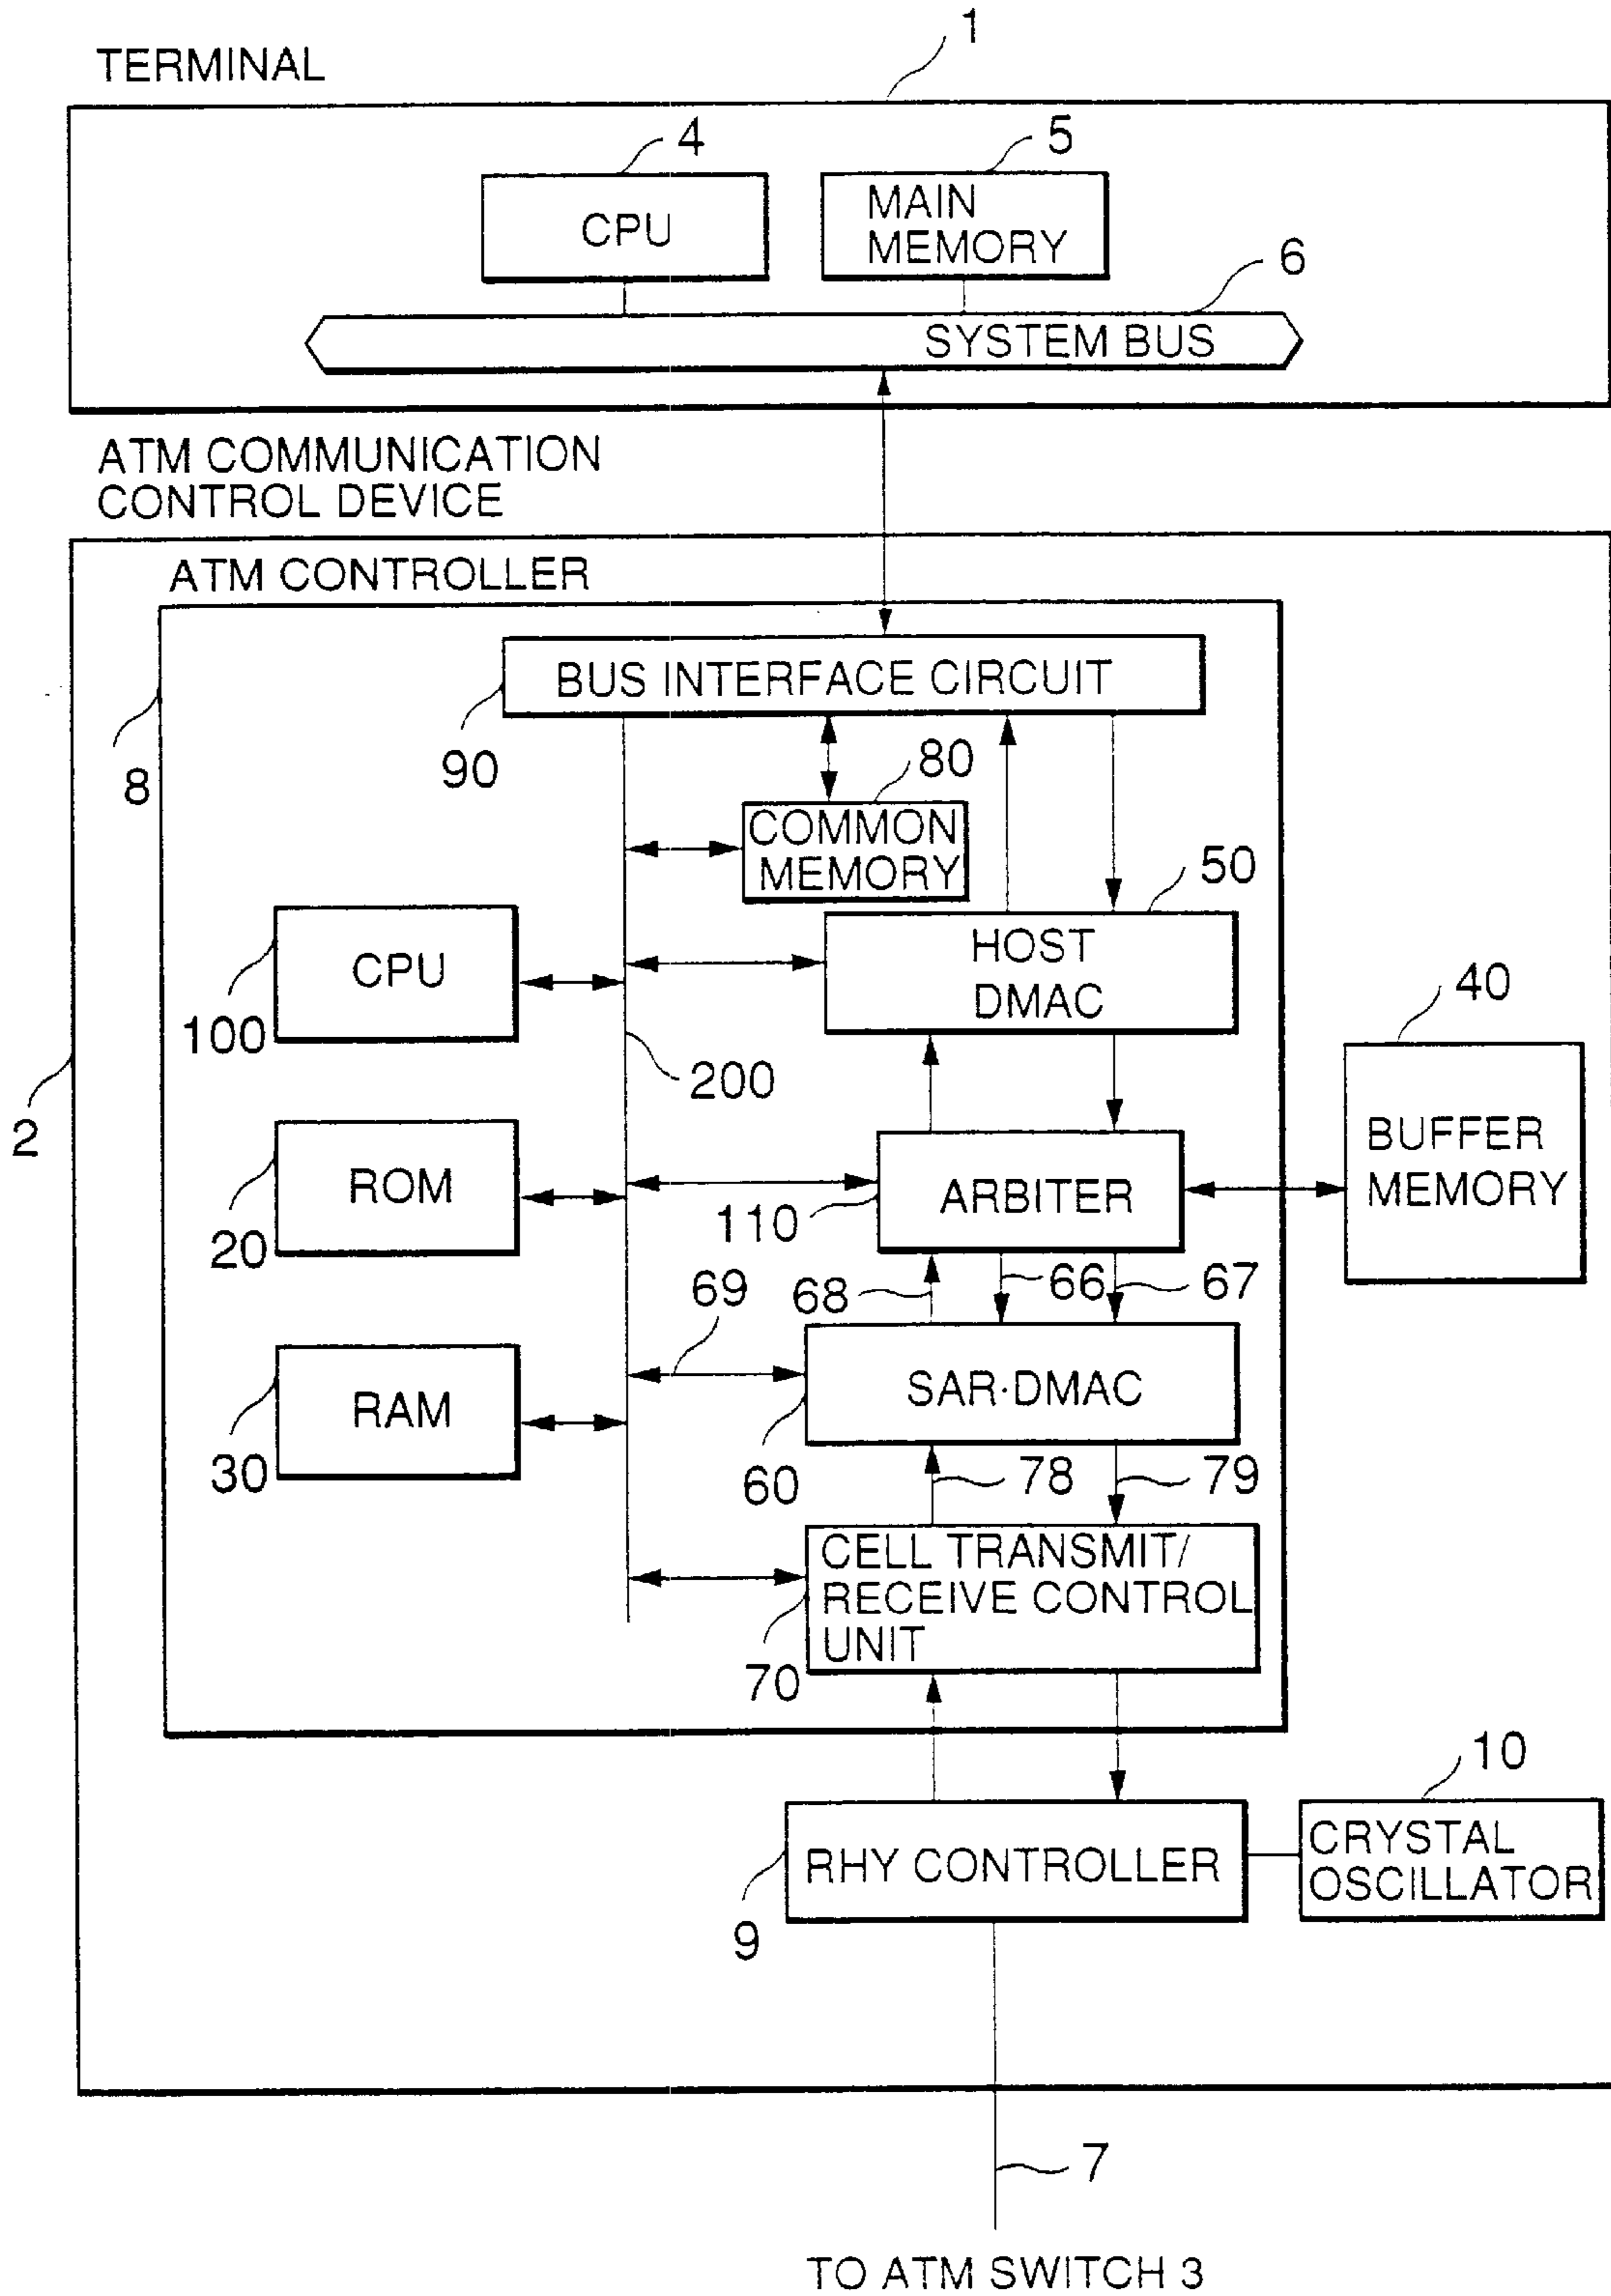 1
TERMINAL
4
5
CPU
MAIN
MEMORY
6
SYSTEM BUS
ATM COMMUNICATION
CONTROL DEVICE
ATM CONTROLLER
BUS INTERFACE CIRCUIT
8
90
80
COMMON
MEMORY
50
CPU
HOST
DMAC
40
100
200
2
ROM
ARBITER
BUFFER
MEMORY
20
110
69
68
66
67
RAM
SAR·DMAC
30
60
78
79
CELL TRANSMIT/
RECEIVE CONTROL
UNIT
70
10
RHY CONTROLLER
CRYSTAL
OSCILLATOR
9
7
TO ATM SWITCH 3